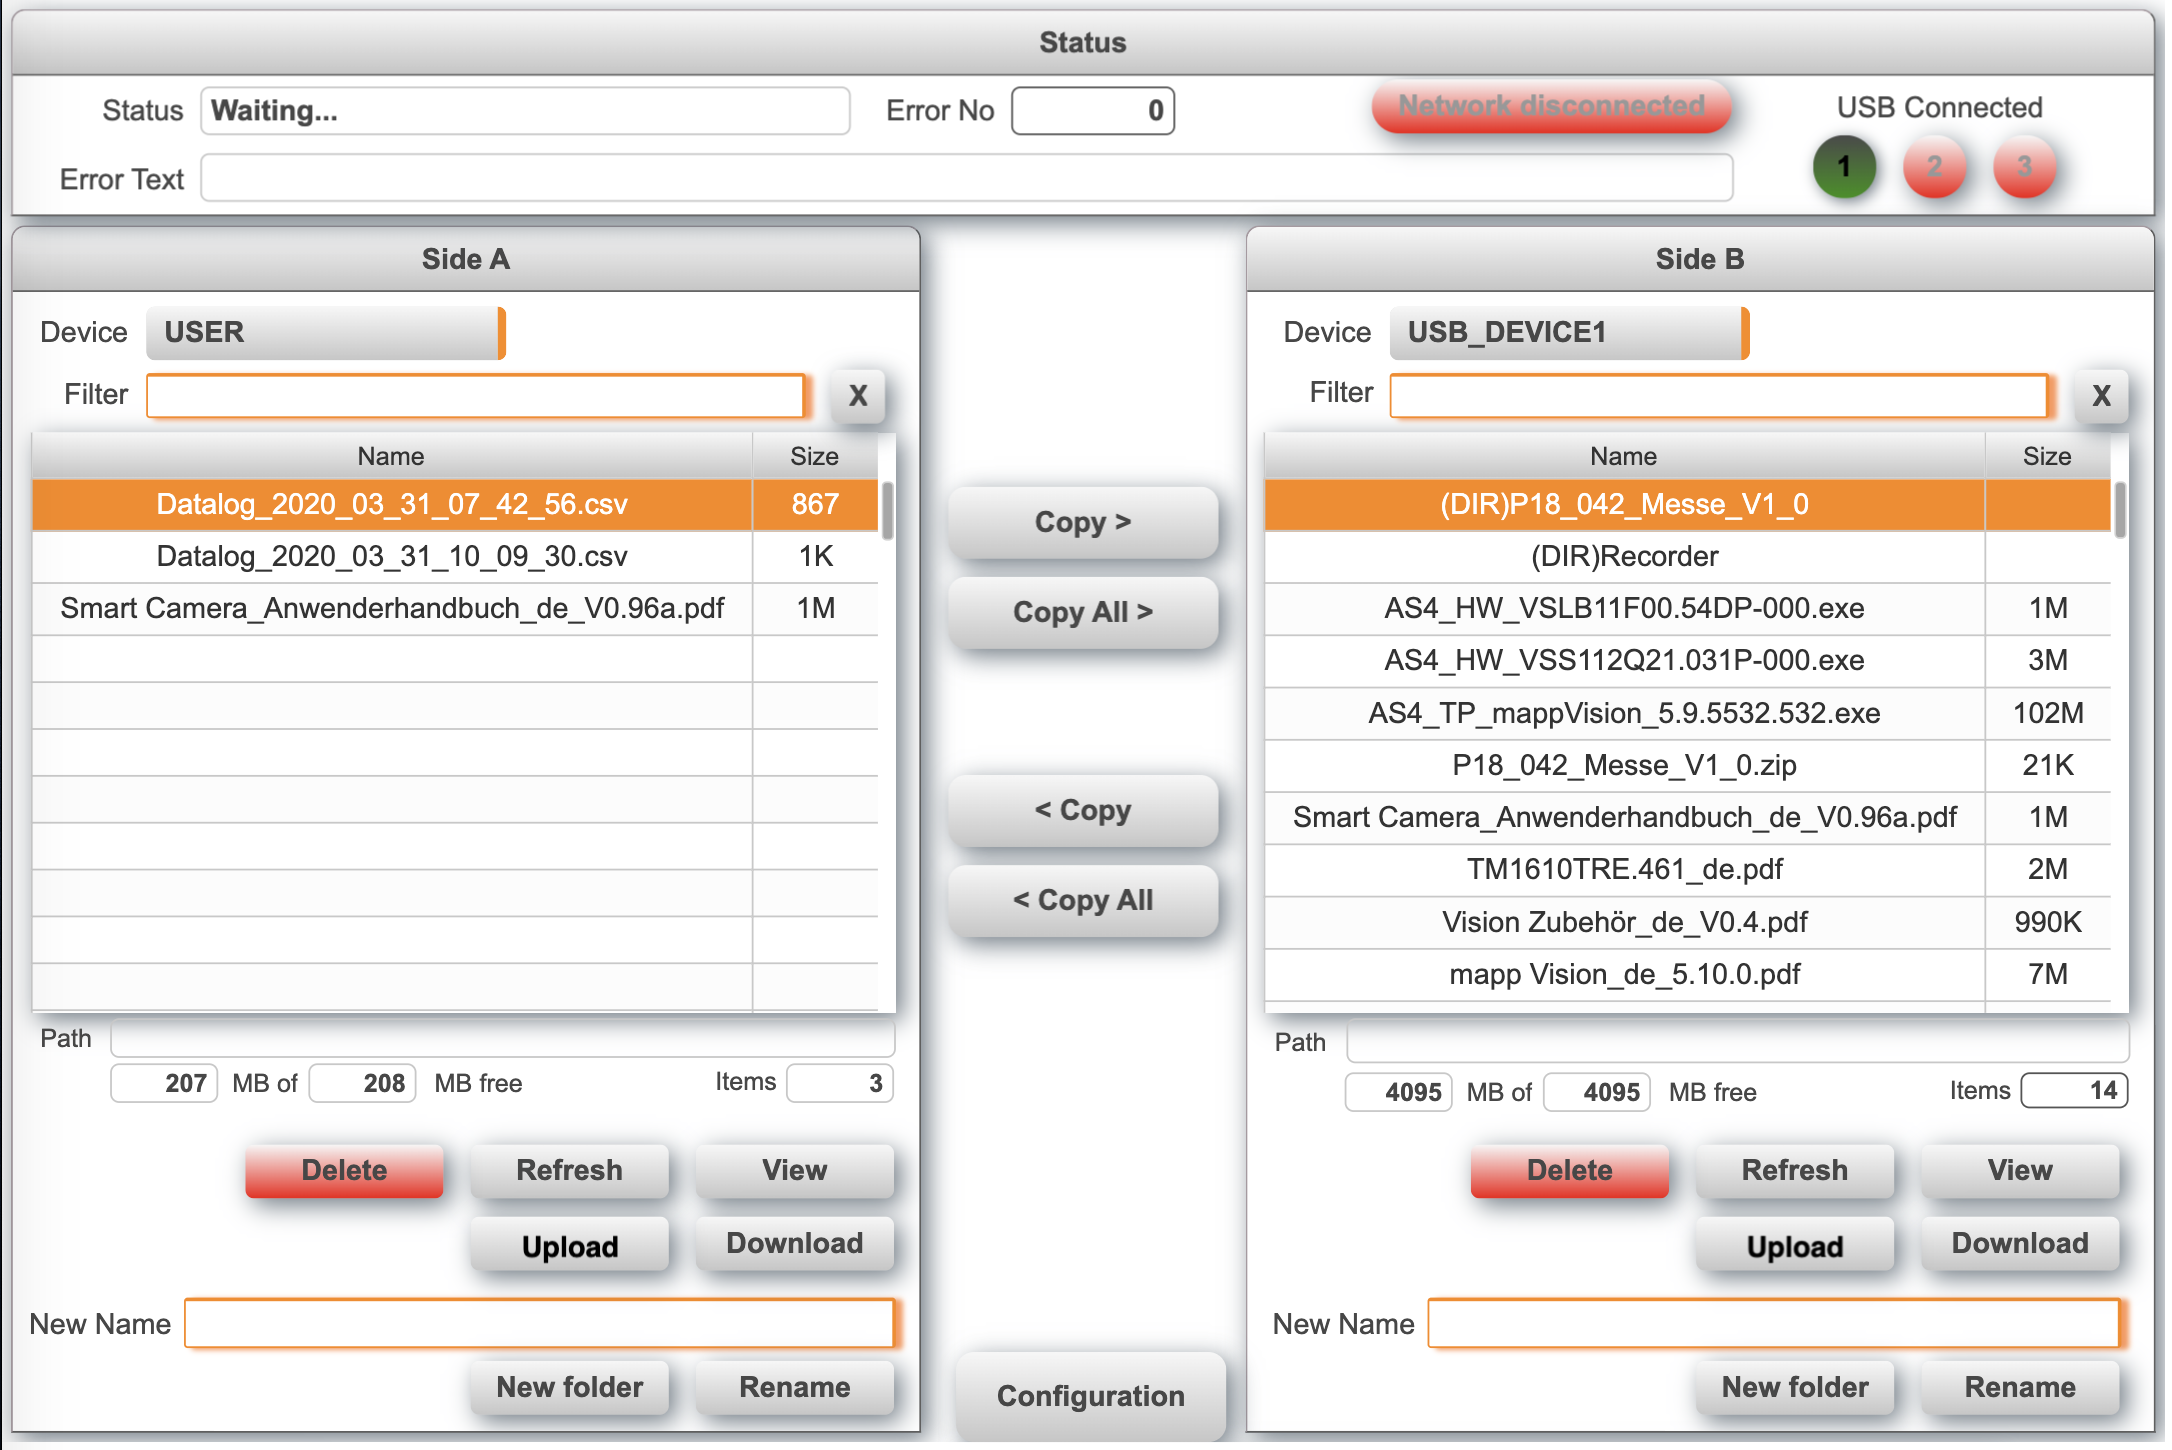 Status
Status Waiting... Error No 0 Network disconnected USB Connected
1 2 3
Error Text
Side A
Device USER
Filter X
Name Size
Datalog_2020_03_31_07_42_56.csv 867
Datalog_2020_03_31_10_09_30.csv 1K
Smart Camera_Anwenderhandbuch_de_V0.96a.pdf 1M
Path
207 MB of 208 MB free Items 3
Delete Refresh View
Upload Download
New Name
New folder Rename
Copy >
Copy All >
< Copy
< Copy All
Configuration
Side B
Device USB_DEVICE1
Filter X
Name Size
(DIR)P18_042_Messe_V1_0
(DIR)Recorder
AS4_HW_VSLB11F00.54DP-000.exe 1M
AS4_HW_VSS112Q21.031P-000.exe 3M
AS4_TP_mappVision_5.9.5532.532.exe 102M
P18_042_Messe_V1_0.zip 21K
Smart Camera_Anwenderhandbuch_de_V0.96a.pdf 1M
TM1610TRE.461_de.pdf 2M
Vision Zubehör_de_V0.4.pdf 990K
mapp Vision_de_5.10.0.pdf 7M
Path
4095 MB of 4095 MB free Items 14
Delete Refresh View
Upload Download
New Name
New folder Rename